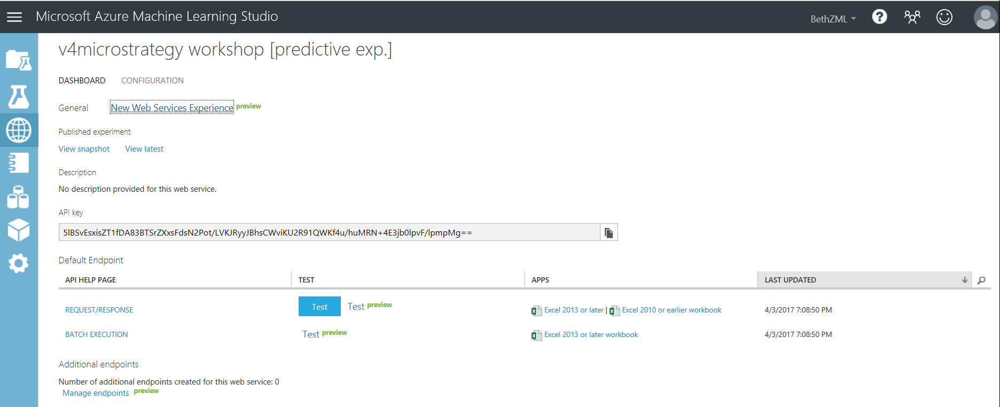 Microsoft Azure Machine Learning Studio BethZML ?
v4microstrategy workshop [predictive exp.]
DASHBOARD CONFIGURATION
General New Web Services Experience preview
Published experiment
View snapshot View latest
Description
No description provided for this web service.
API key
5lBSvEsxisZT1fDA83BTSrZXxsFdsN2Pot/LVKJRyyJBhsCWviKU2R91QWKf4u/huMRN+4E3jb0lpvF/lpmpMg==
Default Endpoint
API HELP PAGE TEST APPS LAST UPDATED
REQUEST/RESPONSE Test Test preview Excel 2013 or later | Excel 2010 or earlier workbook 4/3/2017 7:08:50 PM
BATCH EXECUTION Test preview Excel 2013 or later workbook 4/3/2017 7:08:50 PM
Additional endpoints
Number of additional endpoints created for this web service: 0
Manage endpoints preview